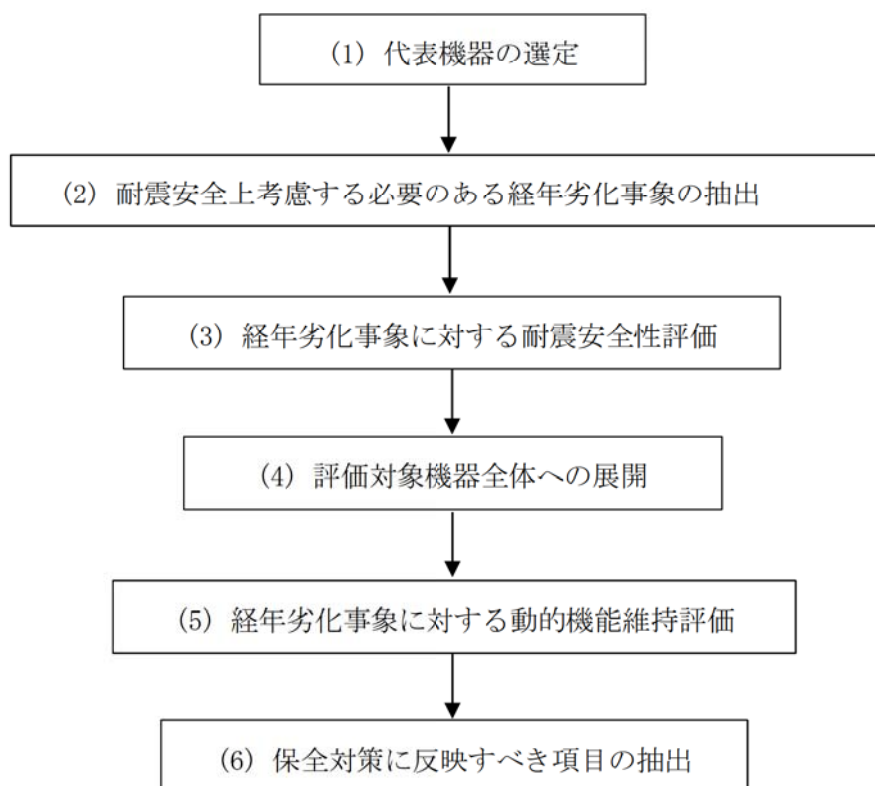 (1) 代表機器の選定
(2) 耐震安全上考慮する必要のある経年劣化事象の抽出
(3) 経年劣化事象に対する耐震安全性評価
(4) 評価対象機器全体への展開
(5) 経年劣化事象に対する動的機能維持評価
(6) 保全対策に反映すべき項目の抽出